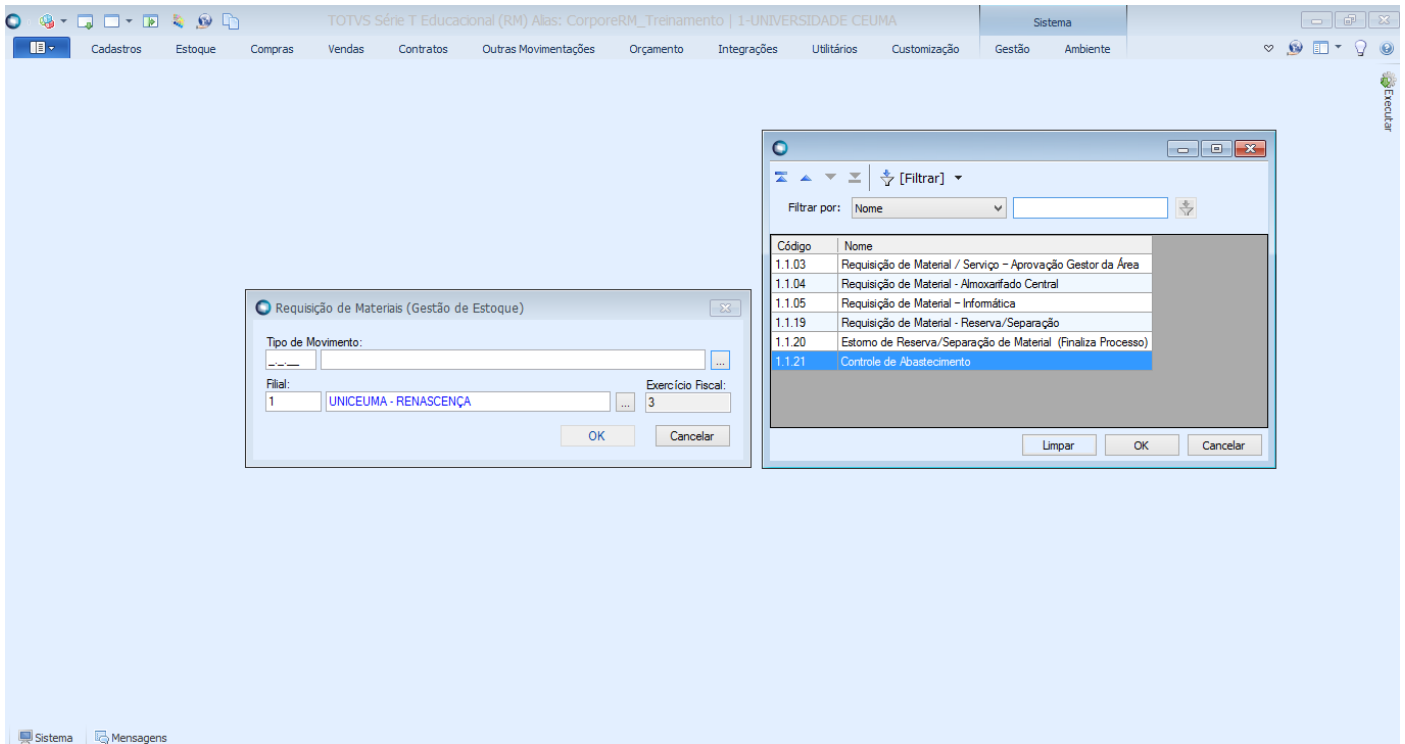 TOTVS Série T Educacional (RM) Alias: CorporeRM_Treinamento | 1-UNIVERSIDADE CEUMA
Sistema
Cadastros Estoque Compras Vendas Contratos Outras Movimentações Orçamento Integrações Utilitários Customização Gestão Ambiente
Executar
[Filtrar]
Filtrar por: Nome
Código Nome
1.1.03 Requisição de Material / Serviço – Aprovação Gestor da Área
1.1.04 Requisição de Material - Almoxarifado Central
1.1.05 Requisição de Material – Informática
1.1.19 Requisição de Material - Reserva/Separação
1.1.20 Estorno de Reserva/Separação de Material (Finaliza Processo)
1.1.21 Controle de Abastecimento
Limpar OK Cancelar
Requisição de Materiais (Gestão de Estoque)
Tipo de Movimento:
_._.__ ...
Filial: Exercício Fiscal:
1 UNICEUMA - RENASCENÇA ... 3
OK Cancelar
Sistema Mensagens